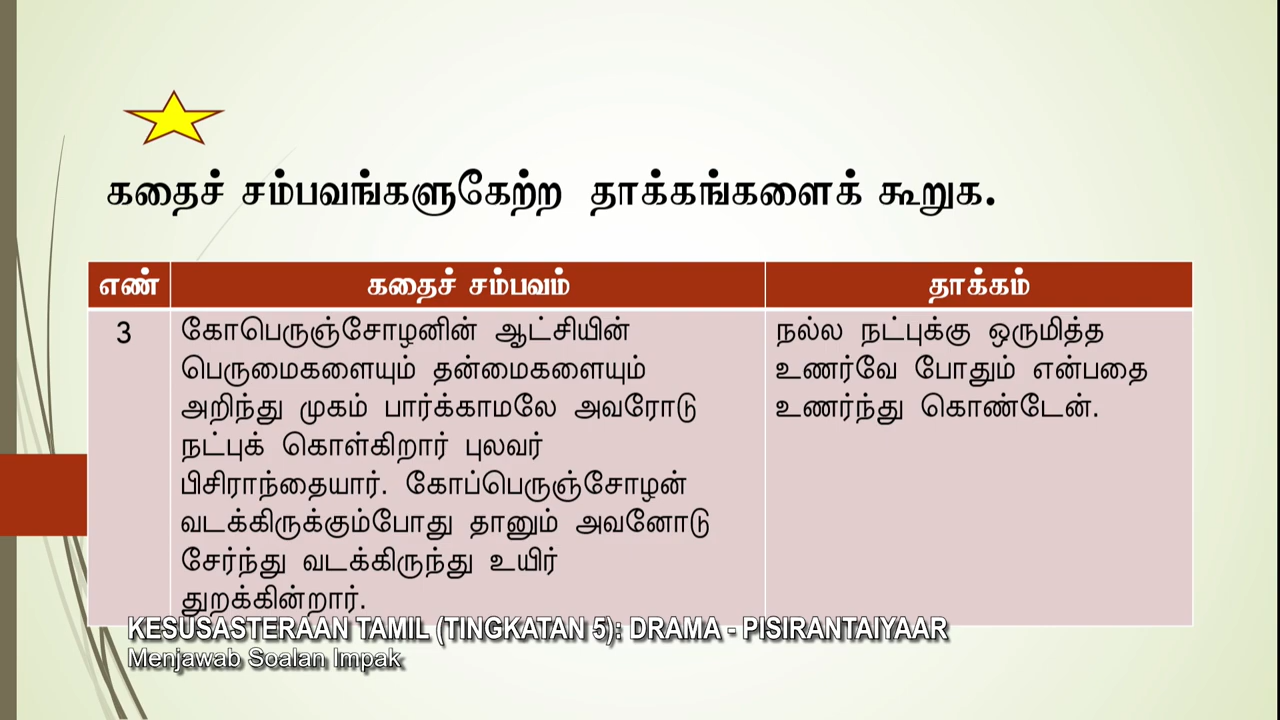 கதைச் சம்பவங்களுகேற்ற தாக்கங்களைக் கூறுக.
எண்
கதைச் சம்பவம்
தாக்கம்
3
கோபெருஞ்சோழனின் ஆட்சியின்
பெருமைகளையும் தன்மைகளையும்
அறிந்து முகம் பார்க்காமலே அவரோடு
நட்புக் கொள்கிறார் புலவர்
பிசிராந்தையார். கோப்பெருஞ்சோழன்
வடக்கிருக்கும்போது தானும் அவனோடு
சேர்ந்து வடக்கிருந்து உயிர்
துறக்கின்றார்.
நல்ல நட்புக்கு ஒருமித்த
உணர்வே போதும் என்பதை
உணர்ந்து கொண்டேன்.
KESUSASTERAAN TAMIL (TINGKATAN 5): DRAMA - PISIRANTAIYAAR
Menjawab Soalan Impak